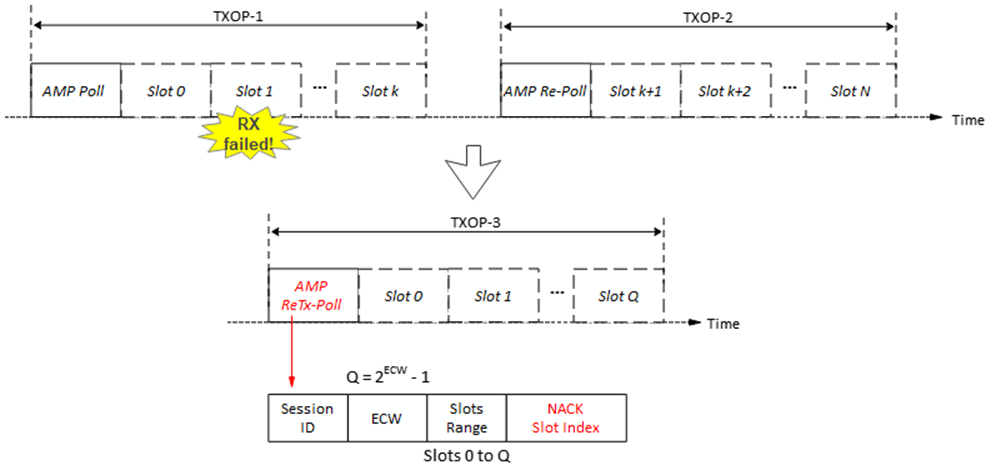 TXOP-1
TXOP-2
AMP Poll
Slot 0
Slot 1
...
Slot k
AMP Re-Poll
Slot k+1
Slot k+2
...
Slot N
Time
RX
failed!
TXOP-3
AMP
ReTx-Poll
Slot 0
Slot 1
...
Slot Q
Time
Q = 2^ECW - 1
Session
ID
ECW
Slots
Range
NACK
Slot Index
Slots 0 to Q